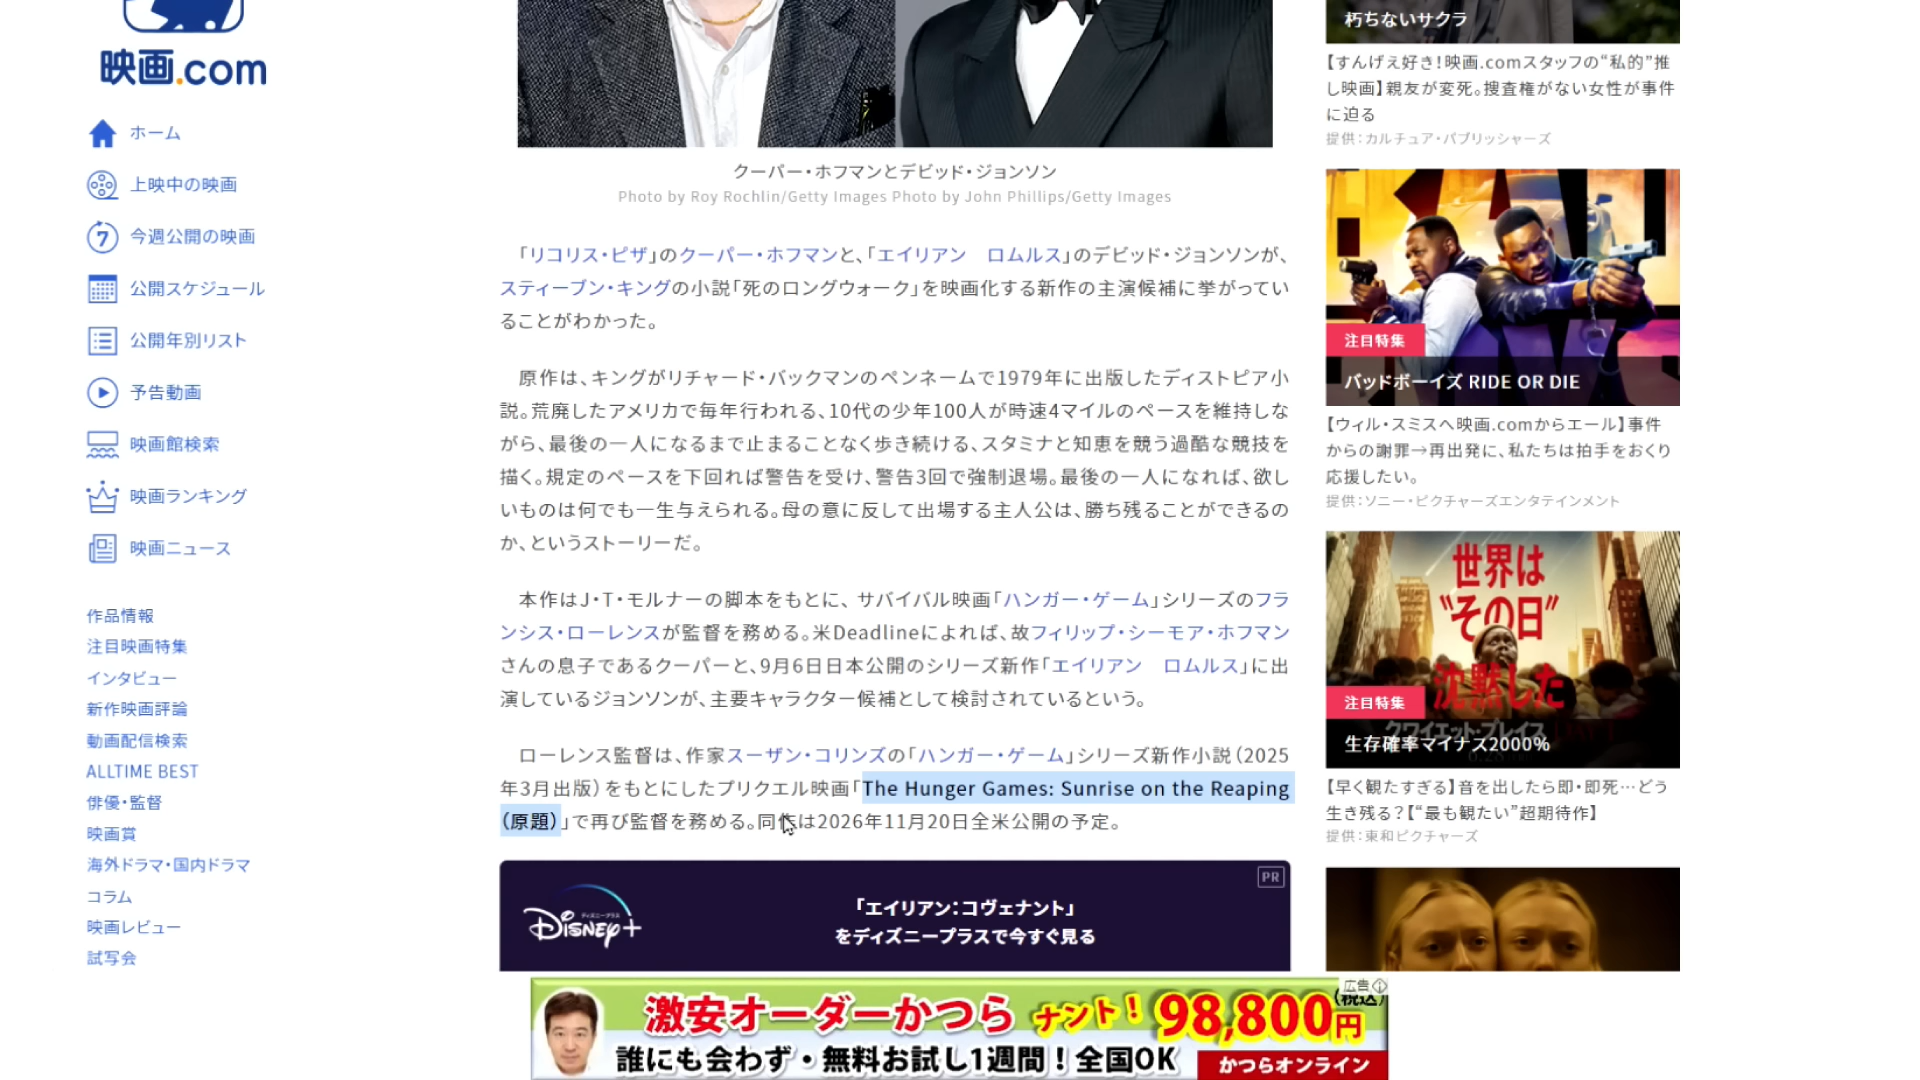 映画.com
ホーム
上映中の映画
7
今週公開の映画
公開スケジュール
公開年別リスト
予告動画
映画館検索
映画ランキング
映画ニュース
作品情報
注目映画特集
インタビュー
新作映画評論
動画配信検索
ALLTIME BEST
俳優・監督
映画賞
海外ドラマ・国内ドラマ
コラム
映画レビュー
試写会
クーパー・ホフマンとデビッド・ジョンソン
Photo by Roy Rochlin/Getty Images Photo by John Phillips/Getty Images
「リコリス・ピザ」のクーパー・ホフマンと、「エイリアン　ロムルス」のデビッド・ジョンソンが、
スティーブン・キングの小説「死のロングウォーク」を映画化する新作の主演候補に挙がってい
ることがわかった。
原作は、キングがリチャード・バックマンのペンネームで1979年に出版したディストピア小
説。荒廃したアメリカで毎年行われる、10代の少年100人が時速4マイルのペースを維持しな
がら、最後の一人になるまで止まることなく歩き続ける、スタミナと知恵を競う過酷な競技を
描く。規定のペースを下回れば警告を受け、警告3回で強制退場。最後の一人になれば、欲し
いものは何でも一生与えられる。母の意に反して出場する主人公は、勝ち残ることができるの
か、というストーリーだ。
本作はJ・T・モルナーの脚本をもとに、サバイバル映画「ハンガー・ゲーム」シリーズのフラ
ンシス・ローレンスが監督を務める。米Deadlineによれば、故フィリップ・シーモア・ホフマン
さんの息子であるクーパーと、9月6日日本公開のシリーズ新作「エイリアン　ロムルス」に出
演しているジョンソンが、主要キャラクター候補として検討されているという。
ローレンス監督は、作家スーザン・コリンズの「ハンガー・ゲーム」シリーズ新作小説（2025
年3月出版）をもとにしたプリクエル映画「The Hunger Games: Sunrise on the Reaping
（原題）」で再び監督を務める。同作は2026年11月20日全米公開の予定。
PR
ディズニープラス
Disney+
「エイリアン：コヴェナント」
をディズニープラスで今すぐ見る
朽ちないサクラ
【すんげえ好き！映画.comスタッフの“私的”推
し映画】親友が変死。捜査権がない女性が事件
に迫る
提供：カルチュア・パブリッシャーズ
注目特集
バッドボーイズ RIDE OR DIE
【ウィル・スミスへ映画.comからエール】事件
からの謝罪→再出発に、私たちは拍手をおくり
応援したい。
提供：ソニー・ピクチャーズエンタテインメント
世界は
“その日”
沈黙した
注目特集
クワイエット・プレイス
生存確率マイナス2000%
【早く観たすぎる】音を出したら即・即死…どう
生き残る？【“最も観たい”超期待作】
提供：東和ピクチャーズ
広告
激安オーダーかつら ナント！ 98,800円
（税込）
誰にも会わず・無料お試し1週間！全国OK
かつらオンライン